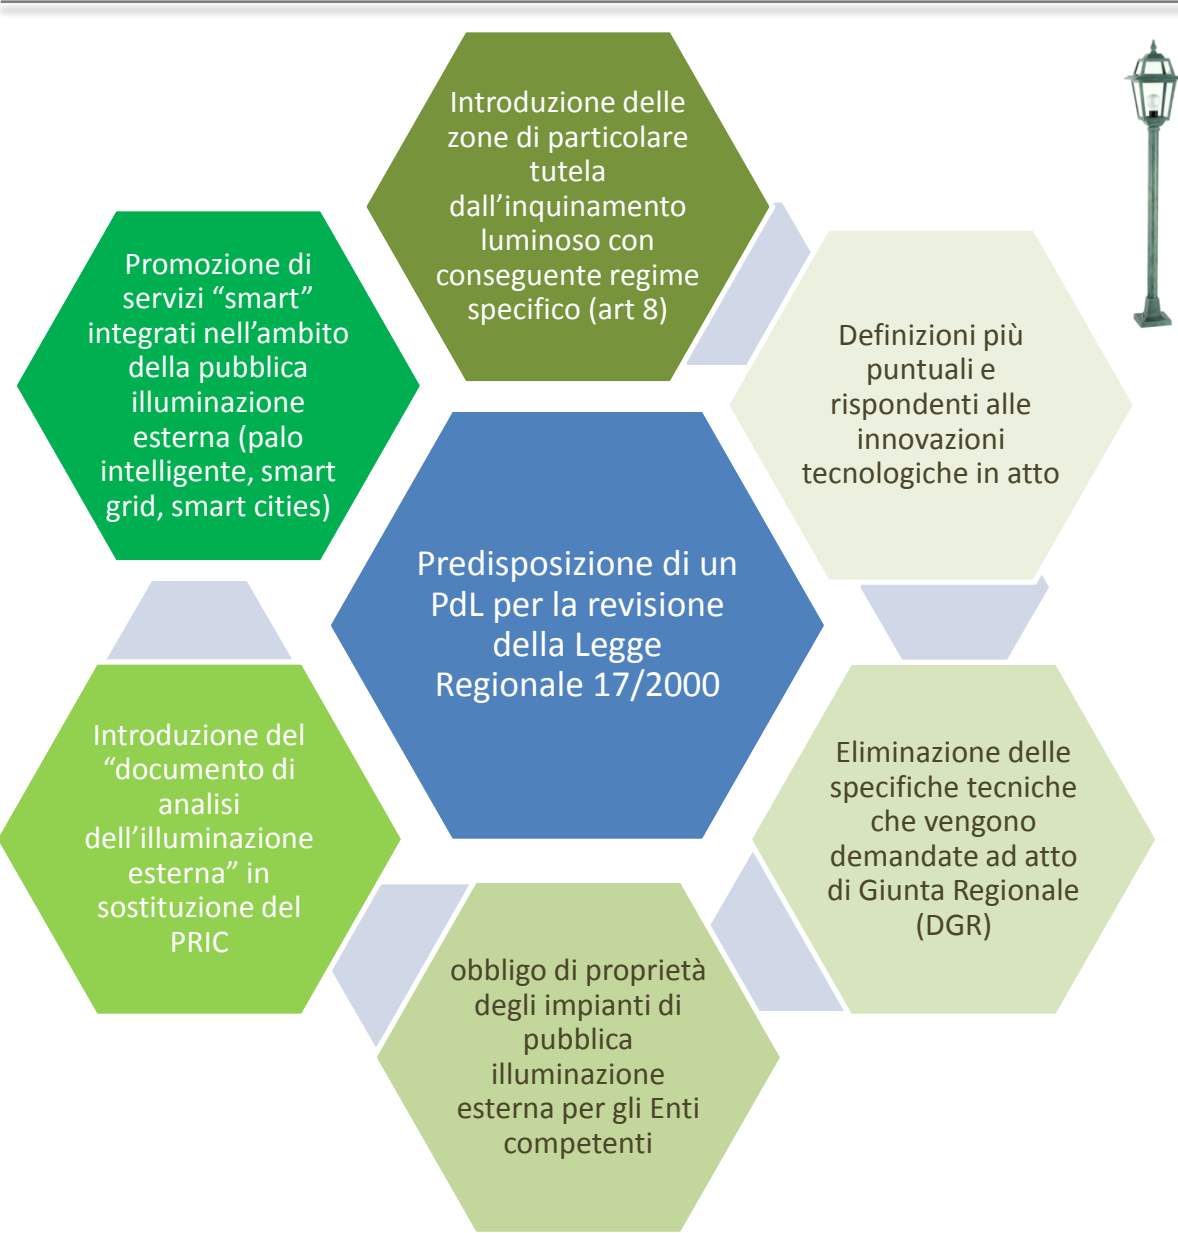 Introduzione delle
zone di particolare
tutela
dall’inquinamento
luminoso con
conseguente regime
specifico (art 8)
Definizioni più
puntuali e
rispondenti alle
innovazioni
tecnologiche in atto
Eliminazione delle
specifiche tecniche
che vengono
demandate ad atto
di Giunta Regionale
(DGR)
obbligo di proprietà
degli impianti di
pubblica
illuminazione
esterna per gli Enti
competenti
Introduzione del
“documento di
analisi
dell’illuminazione
esterna” in
sostituzione del
PRIC
Promozione di
servizi “smart”
integrati nell’ambito
della pubblica
illuminazione
esterna (palo
intelligente, smart
grid, smart cities)
Predisposizione di un
PdL per la revisione
della Legge
Regionale 17/2000